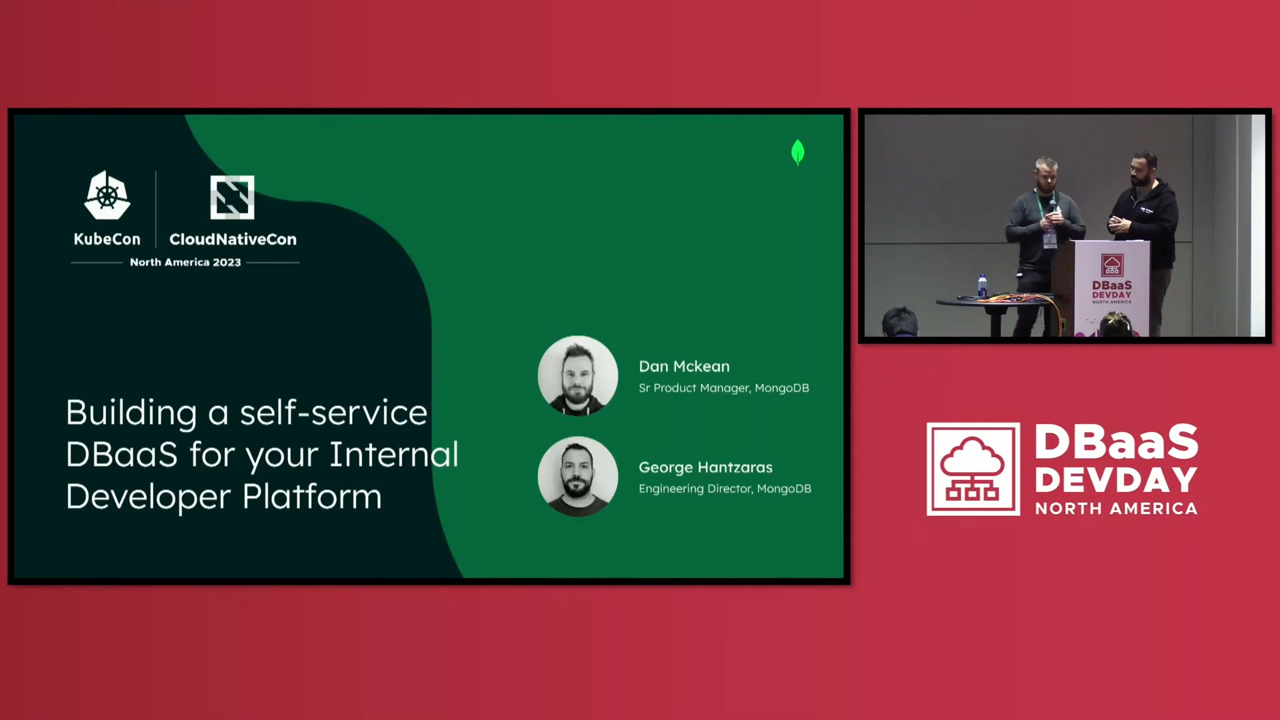 KubeCon
CloudNativeCon
North America 2023
Building a self-service
DBaaS for your Internal
Developer Platform
Dan Mckean
Sr Product Manager, MongoDB
George Hantzaras
Engineering Director, MongoDB
DBaaS
DEVDAY
NORTH AMERICA
DBaaS
DEVDAY
NORTH AMERICA